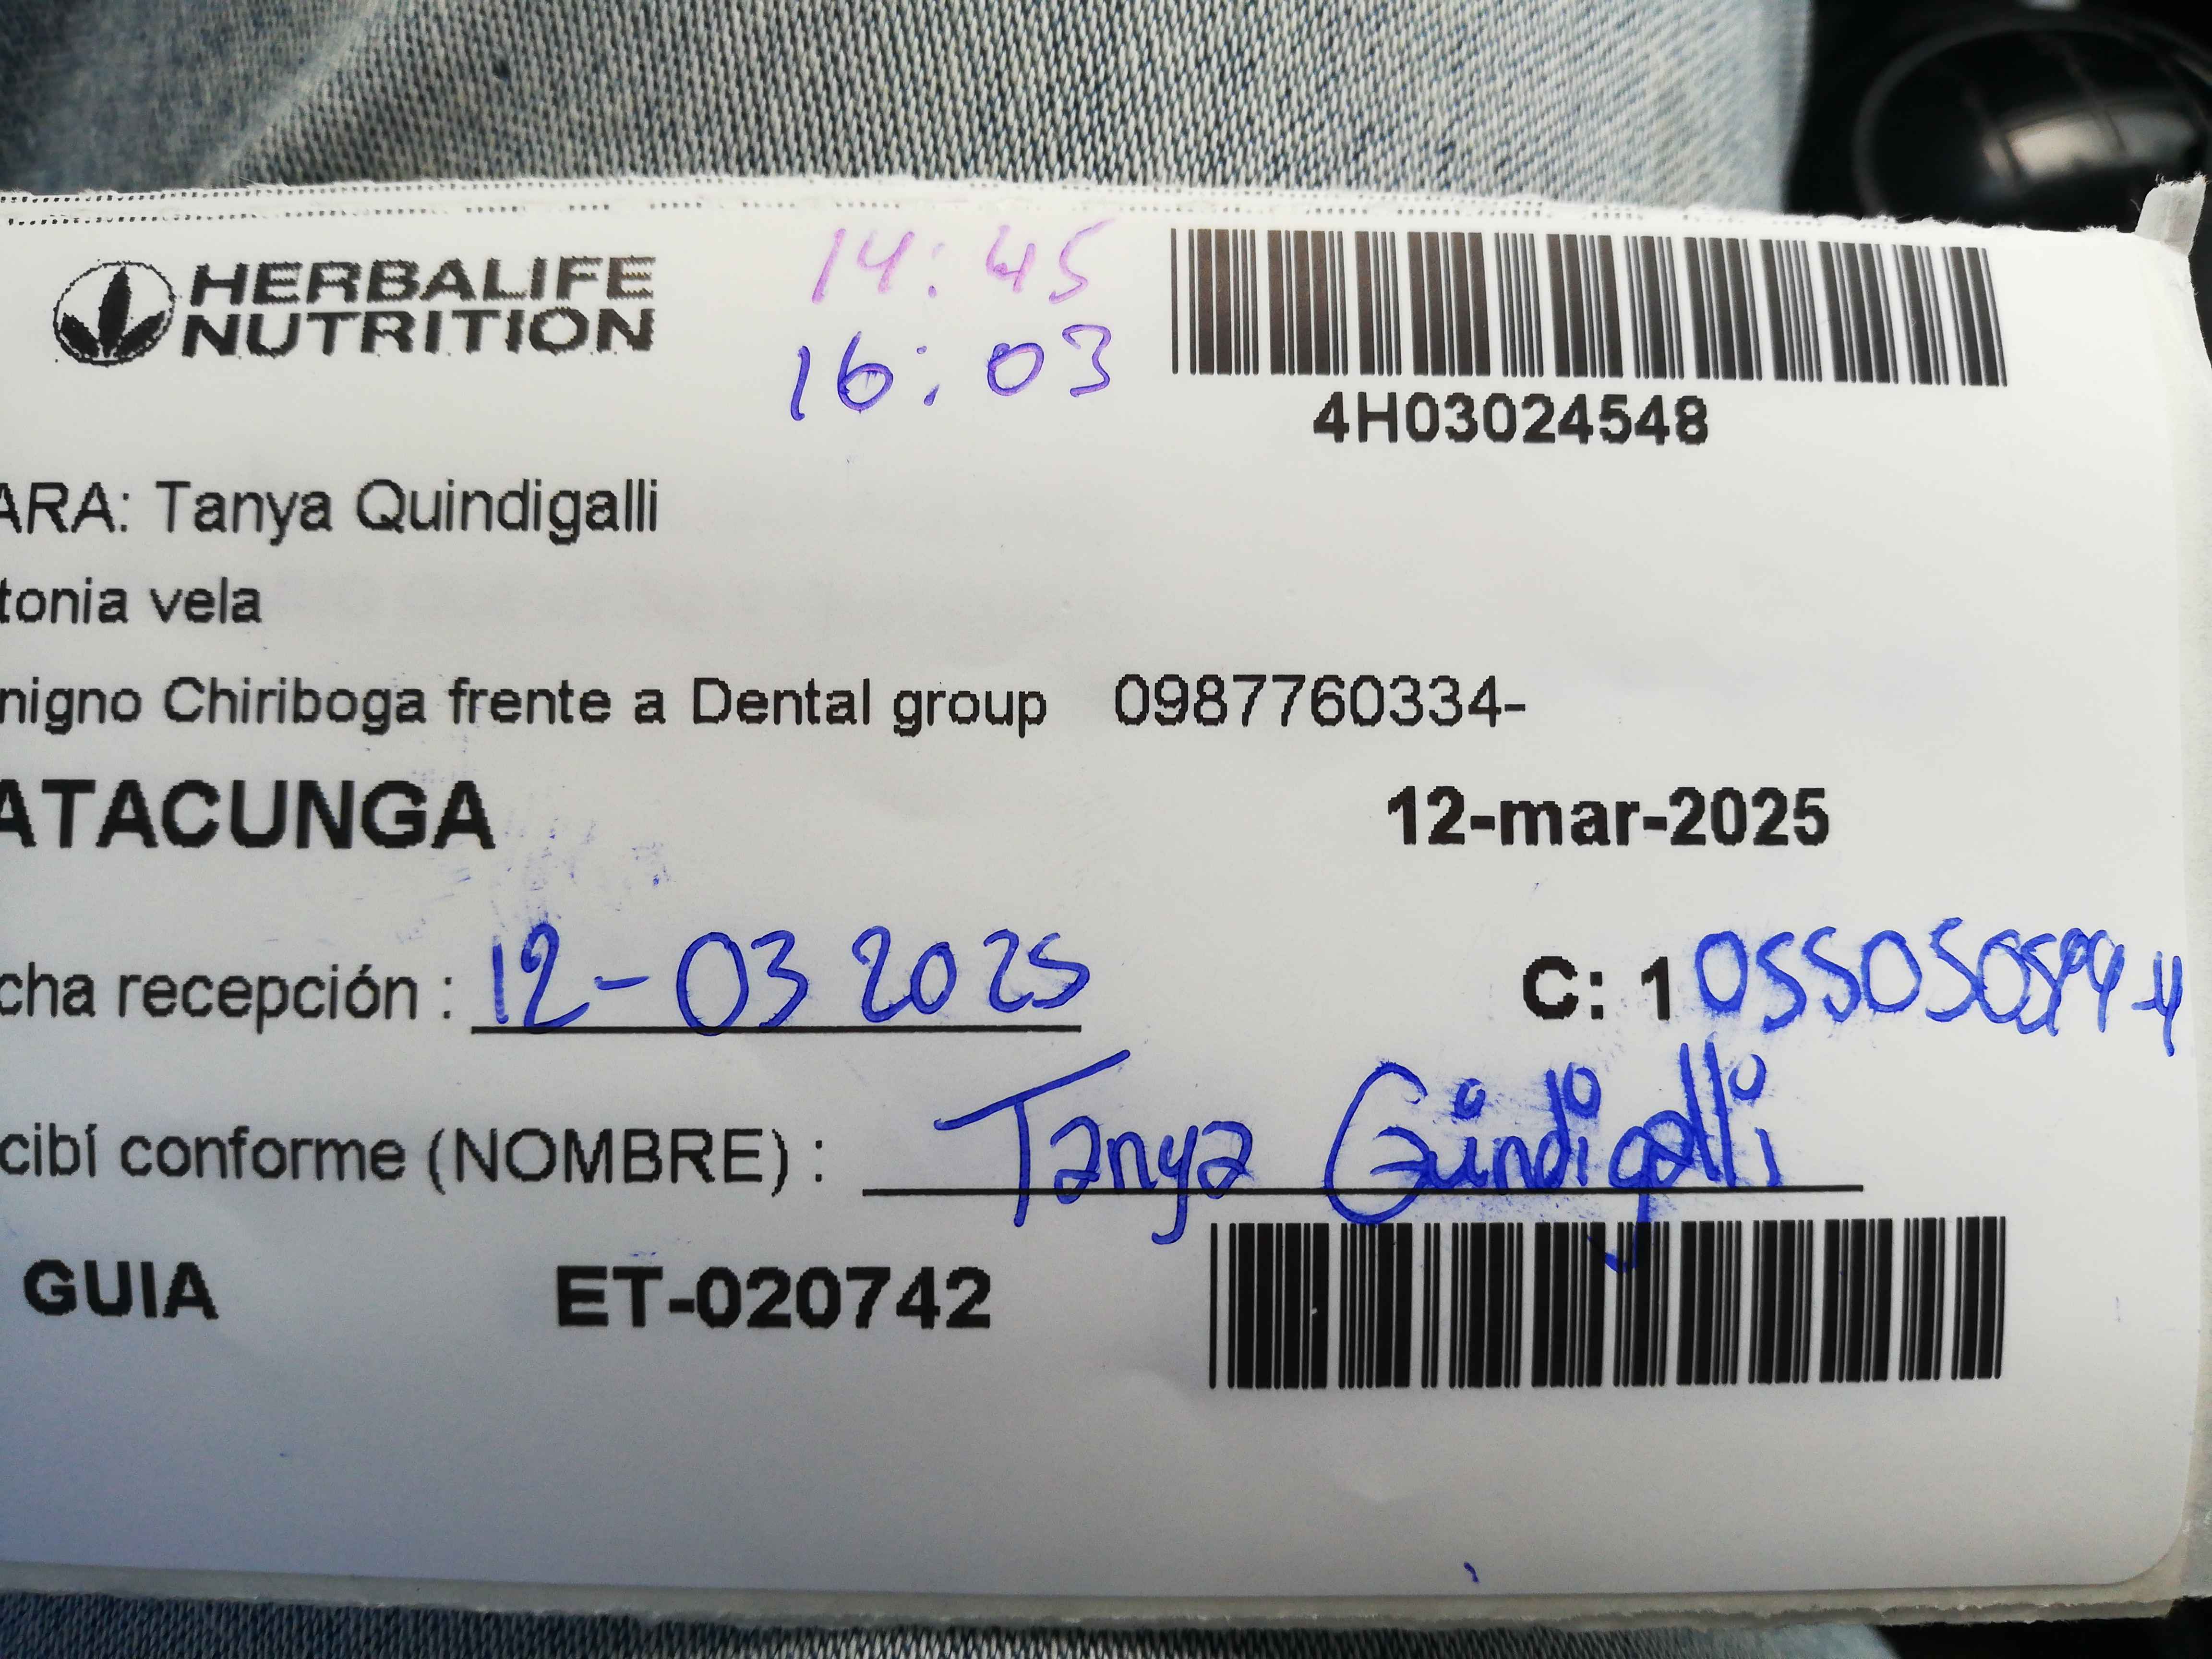 HERBALIFE
NUTRITION
14:45
16:03
4H03024548
ARA: Tanya Quindigalli
tonia vela
nigno Chiriboga frente a Dental group 0987760334-
ATACUNGA
12-mar-2025
cha recepción : 12-03 2025
C: 1
cibí conforme (NOMBRE) : Tanya Quindigalli
GUIA ET-020742